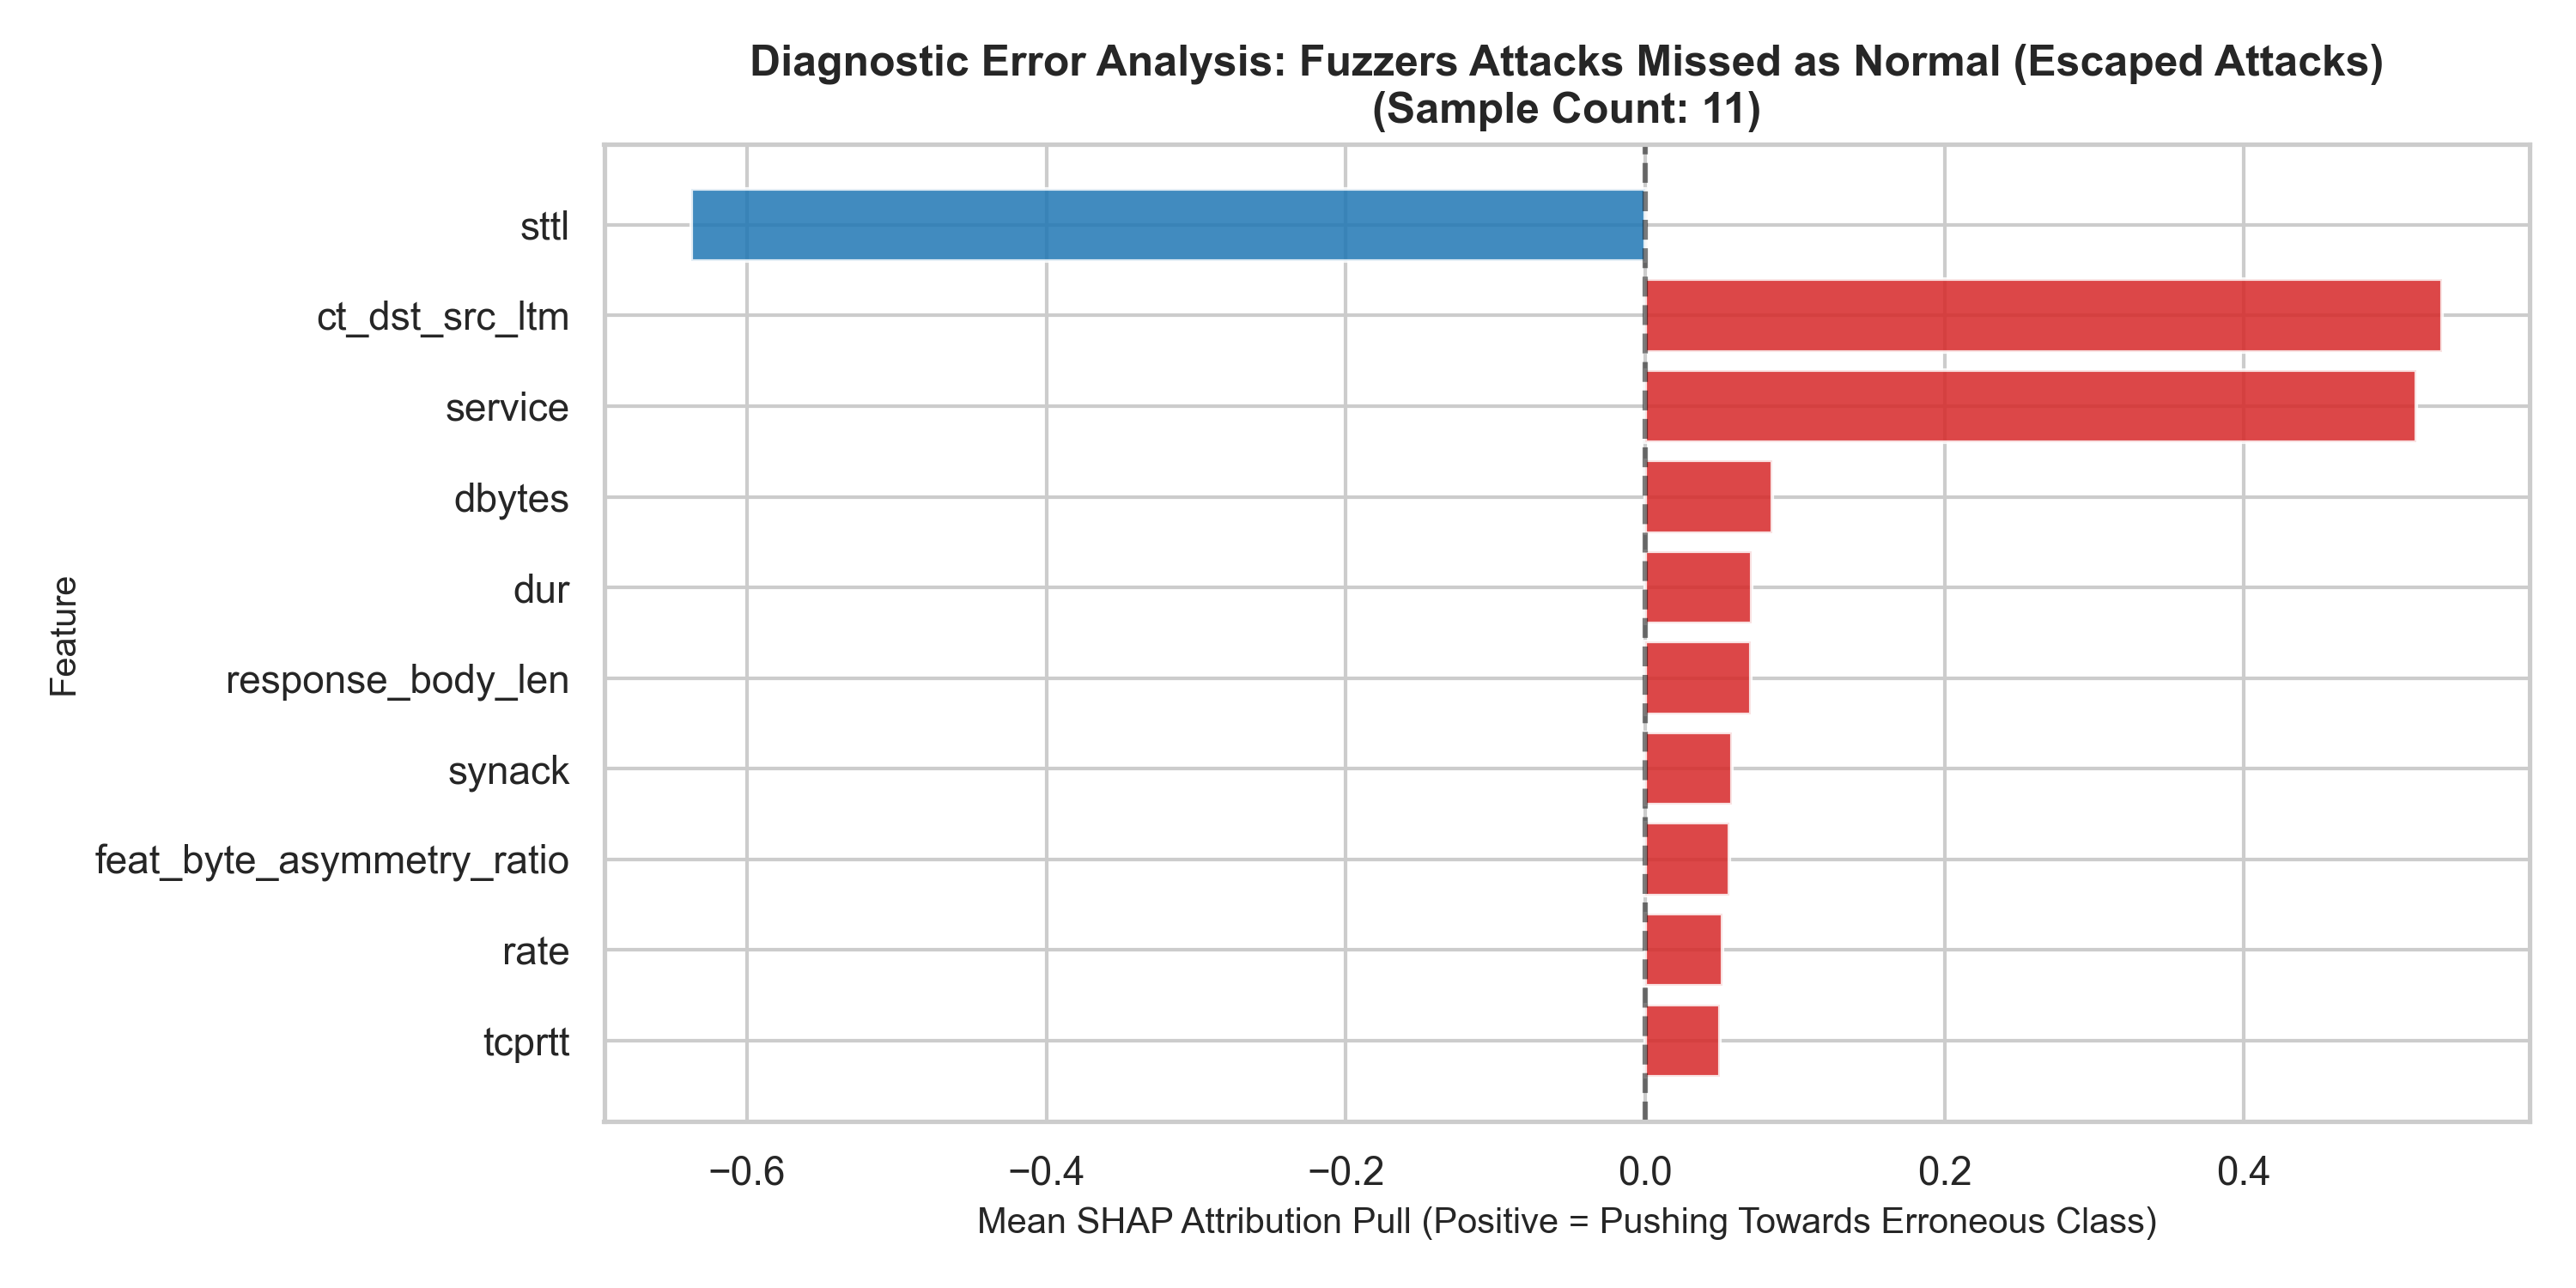 Diagnostic Error Analysis: Fuzzers Attacks Missed as Normal (Escaped Attacks)
(Sample Count: 11)
Feature
sttl
ct_dst_src_ltm
service
dbytes
dur
response_body_len
synack
feat_byte_asymmetry_ratio
rate
tcprtt
−0.6 −0.4 −0.2 0.0 0.2 0.4
Mean SHAP Attribution Pull (Positive = Pushing Towards Erroneous Class)